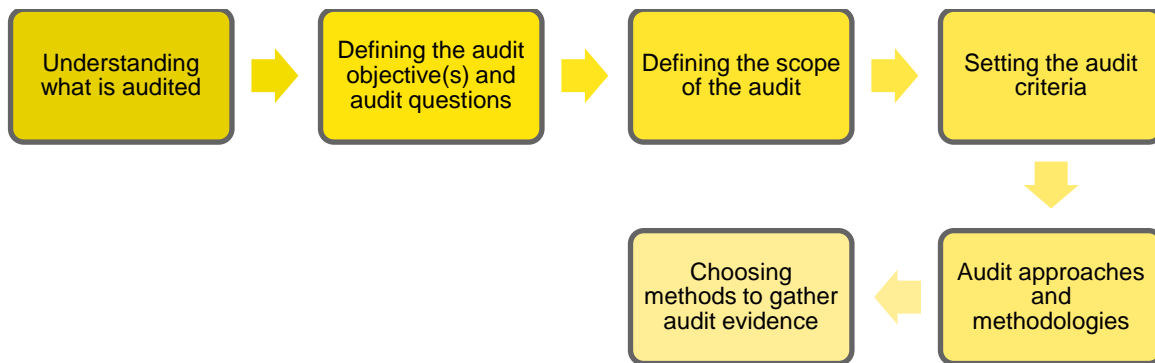 Understanding
what is audited
Defining the audit
objective(s) and
audit questions
Defining the scope
of the audit
Setting the audit
criteria
Audit approaches
and
methodologies
Choosing
methods to gather
audit evidence